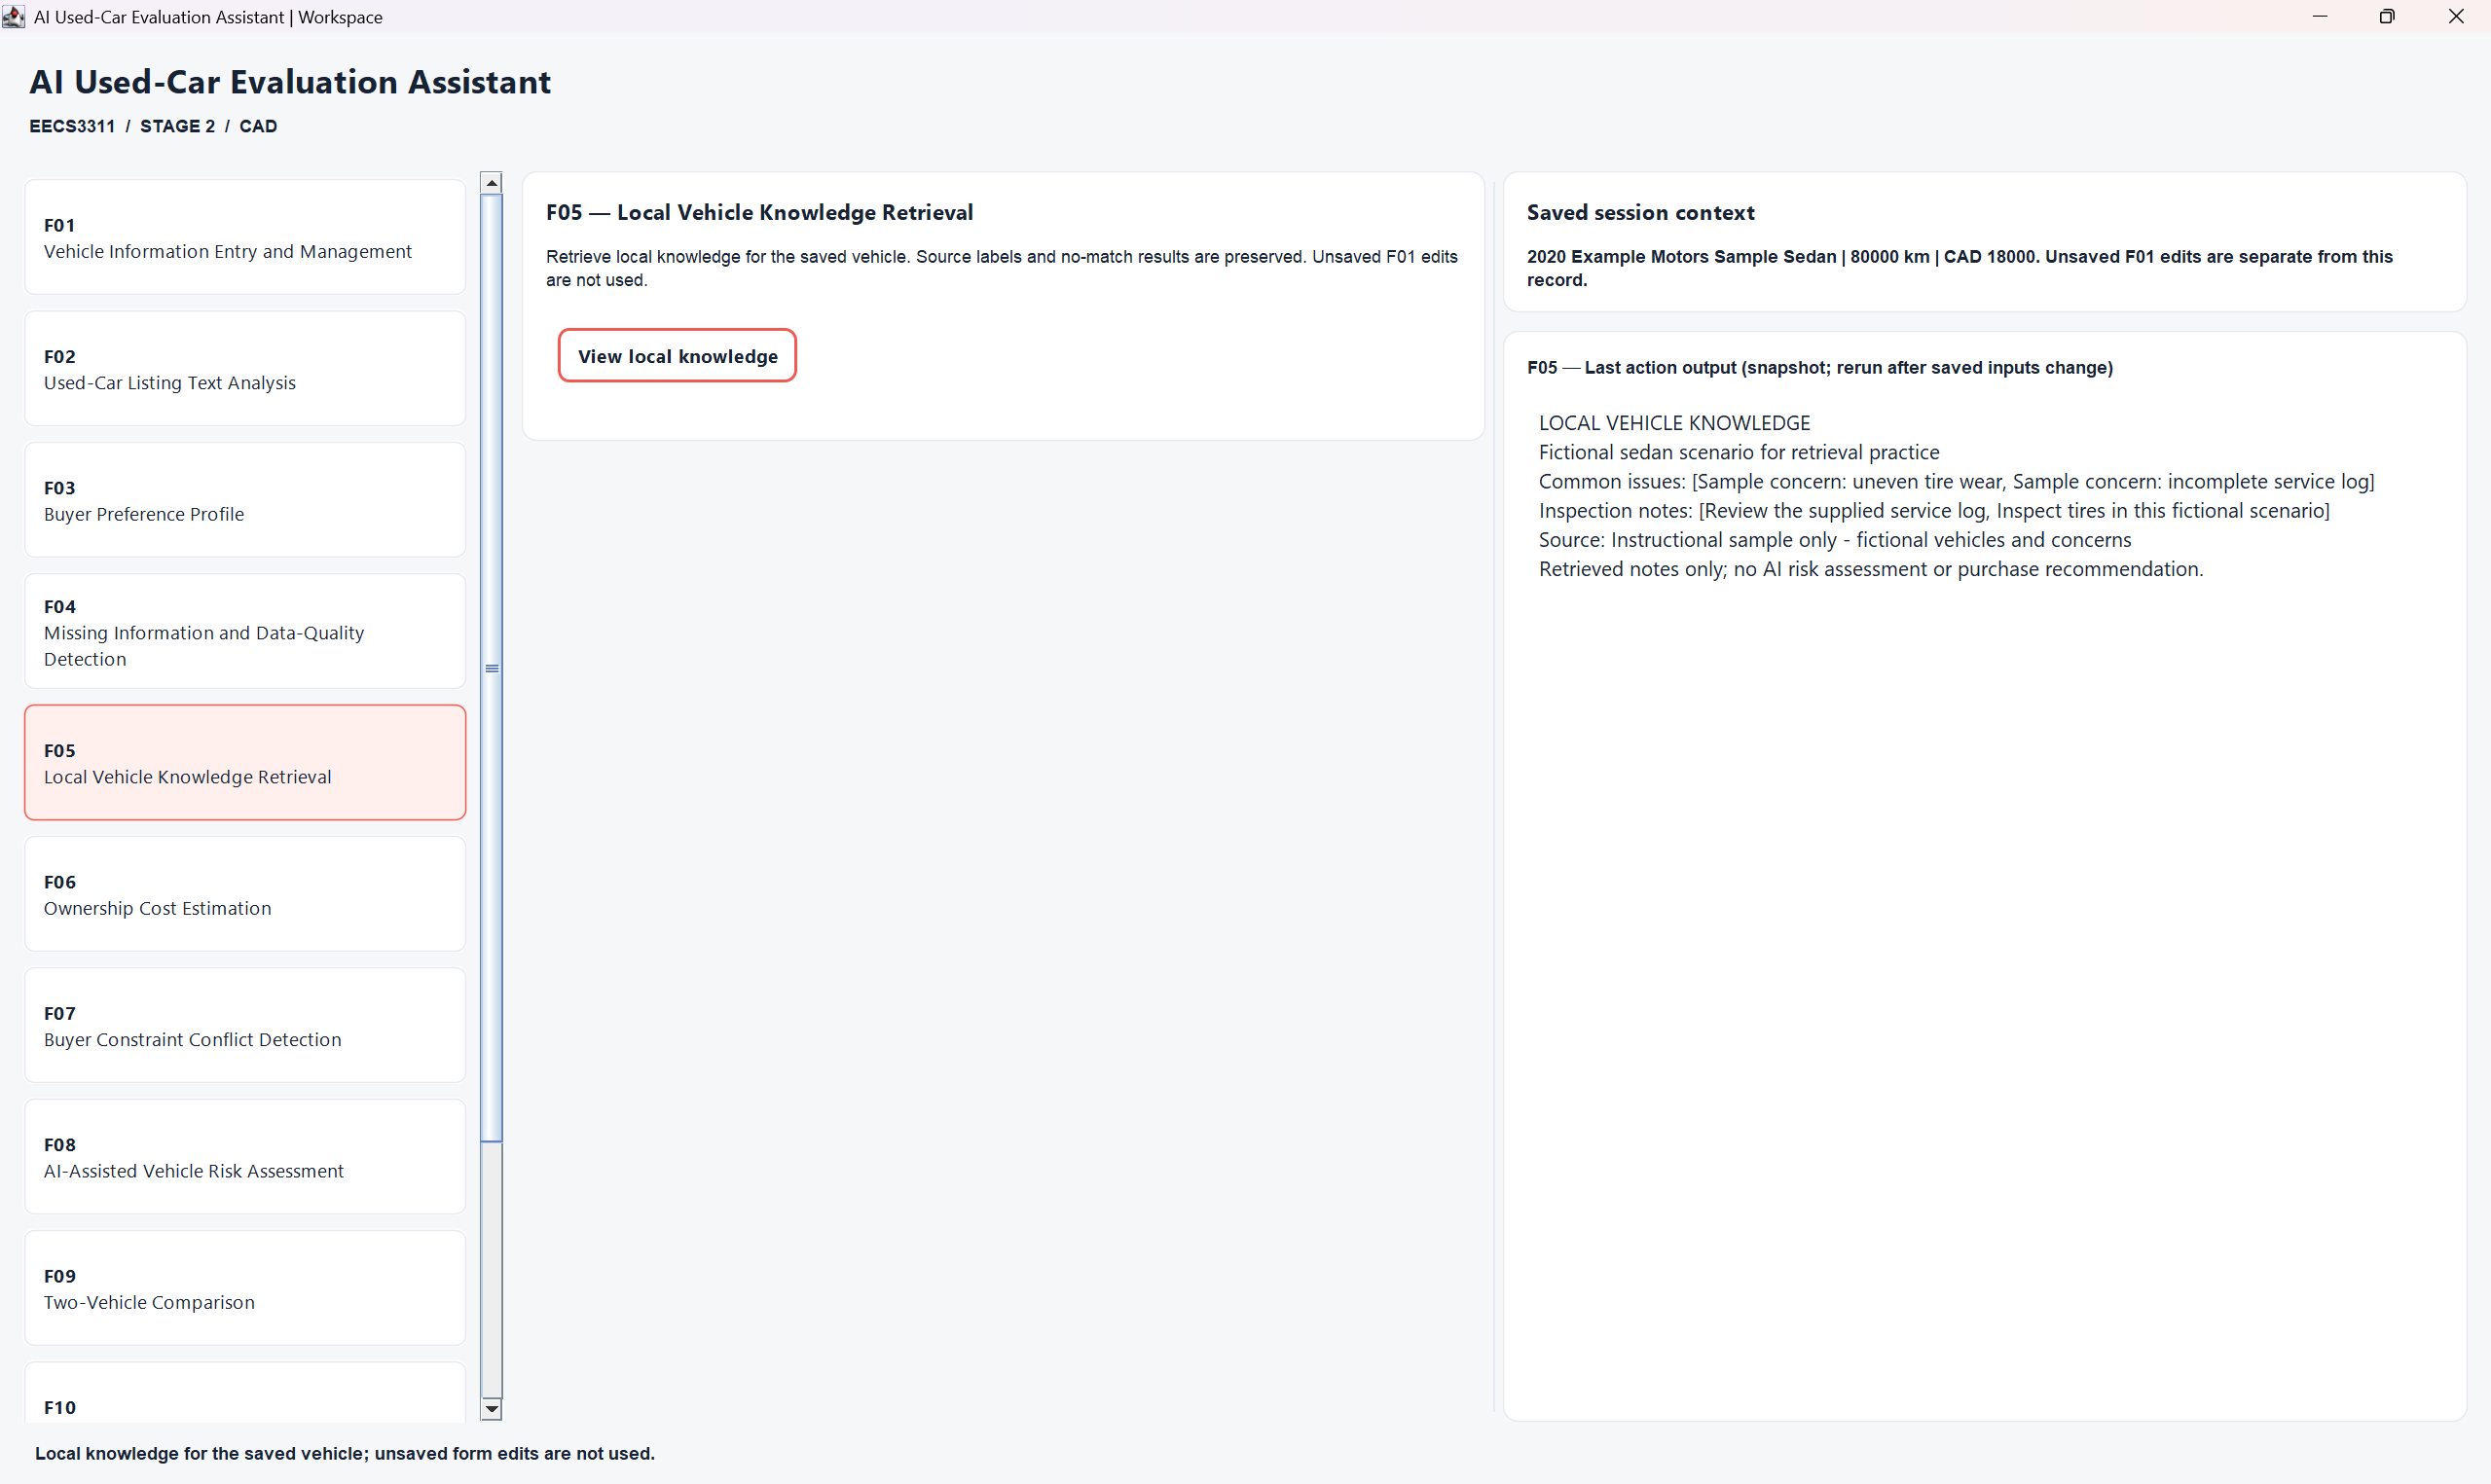 AI Used-Car Evaluation Assistant | Workspace
AI Used-Car Evaluation Assistant
EECS3311 / STAGE 2 / CAD
F01
Vehicle Information Entry and Management
F02
Used-Car Listing Text Analysis
F03
Buyer Preference Profile
F04
Missing Information and Data-Quality
Detection
F05
Local Vehicle Knowledge Retrieval
F06
Ownership Cost Estimation
F07
Buyer Constraint Conflict Detection
F08
AI-Assisted Vehicle Risk Assessment
F09
Two-Vehicle Comparison
F10
F05 — Local Vehicle Knowledge Retrieval
Retrieve local knowledge for the saved vehicle. Source labels and no-match results are preserved. Unsaved F01 edits
are not used.
View local knowledge
Saved session context
2020 Example Motors Sample Sedan | 80000 km | CAD 18000. Unsaved F01 edits are separate from this
record.
F05 — Last action output (snapshot; rerun after saved inputs change)
LOCAL VEHICLE KNOWLEDGE
Fictional sedan scenario for retrieval practice
Common issues: [Sample concern: uneven tire wear, Sample concern: incomplete service log]
Inspection notes: [Review the supplied service log, Inspect tires in this fictional scenario]
Source: Instructional sample only - fictional vehicles and concerns
Retrieved notes only; no AI risk assessment or purchase recommendation.
Local knowledge for the saved vehicle; unsaved form edits are not used.